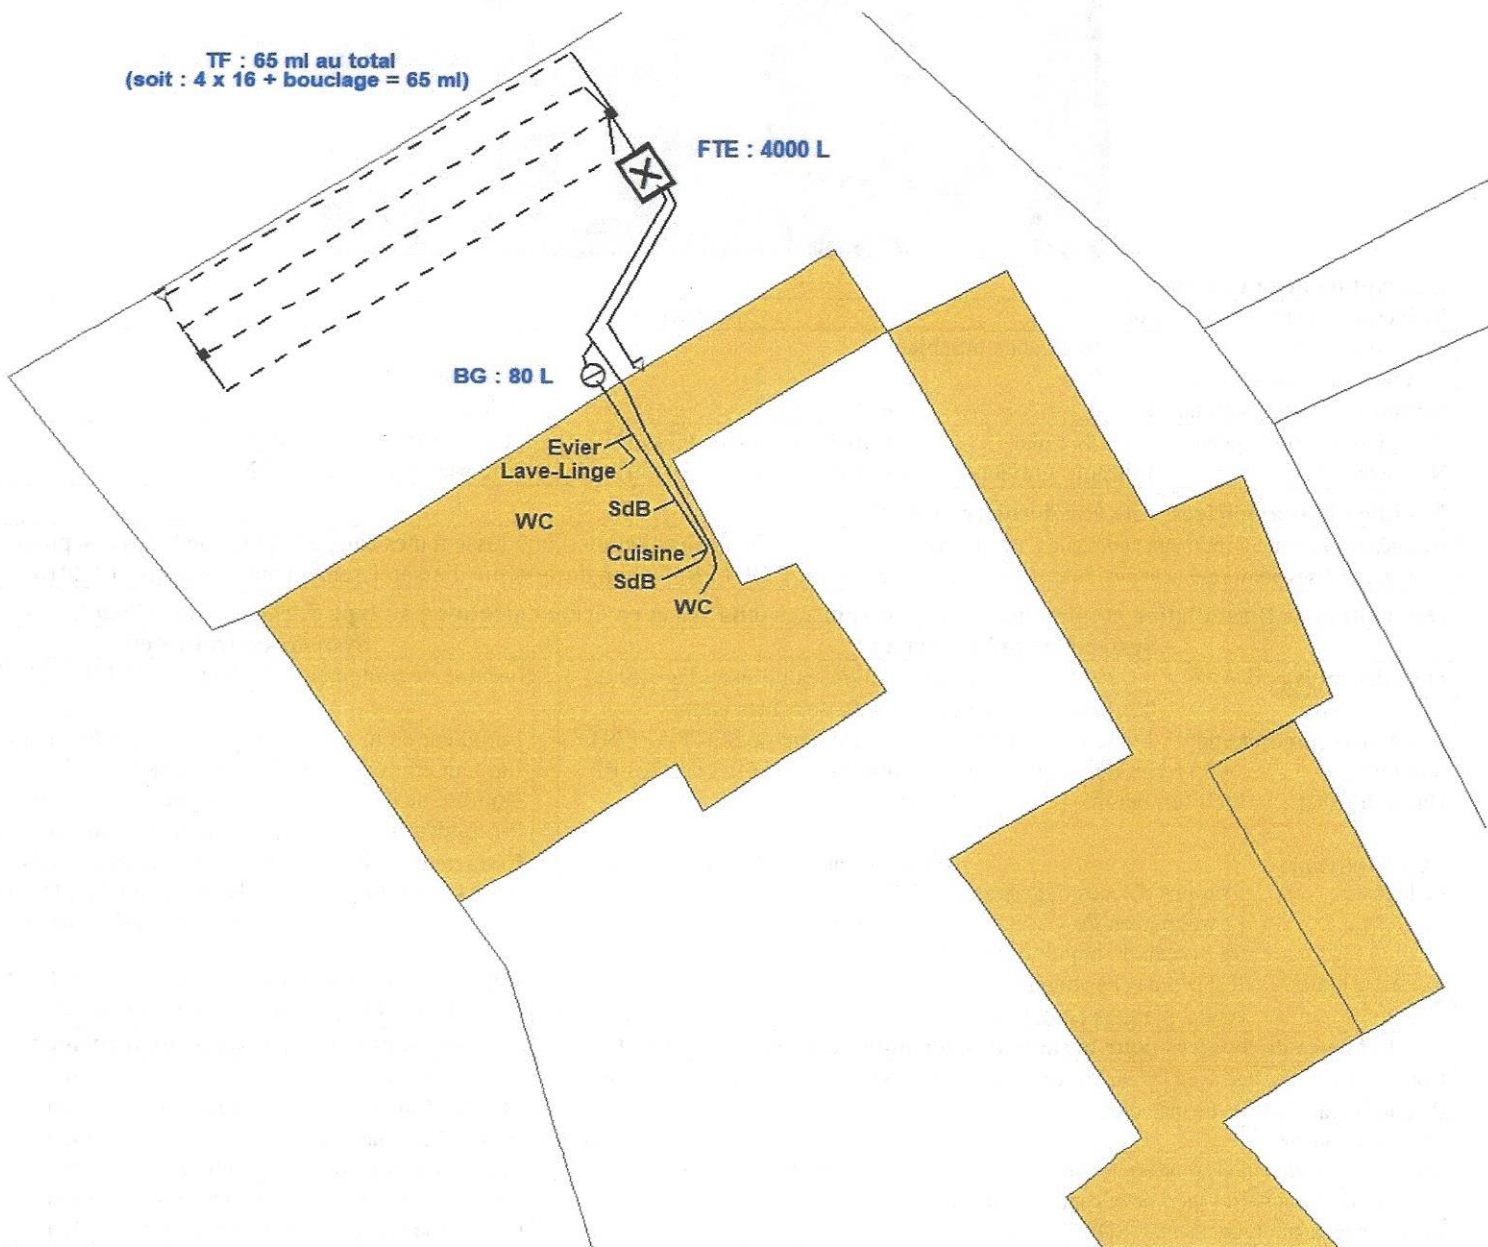 TF : 65 ml au total
(soit : 4 x 16 + bouclage = 65 ml)
FTE : 4000 L
BG : 80 L
Evier
Lave-Linge
SdB
WC
Cuisine
SdB
WC